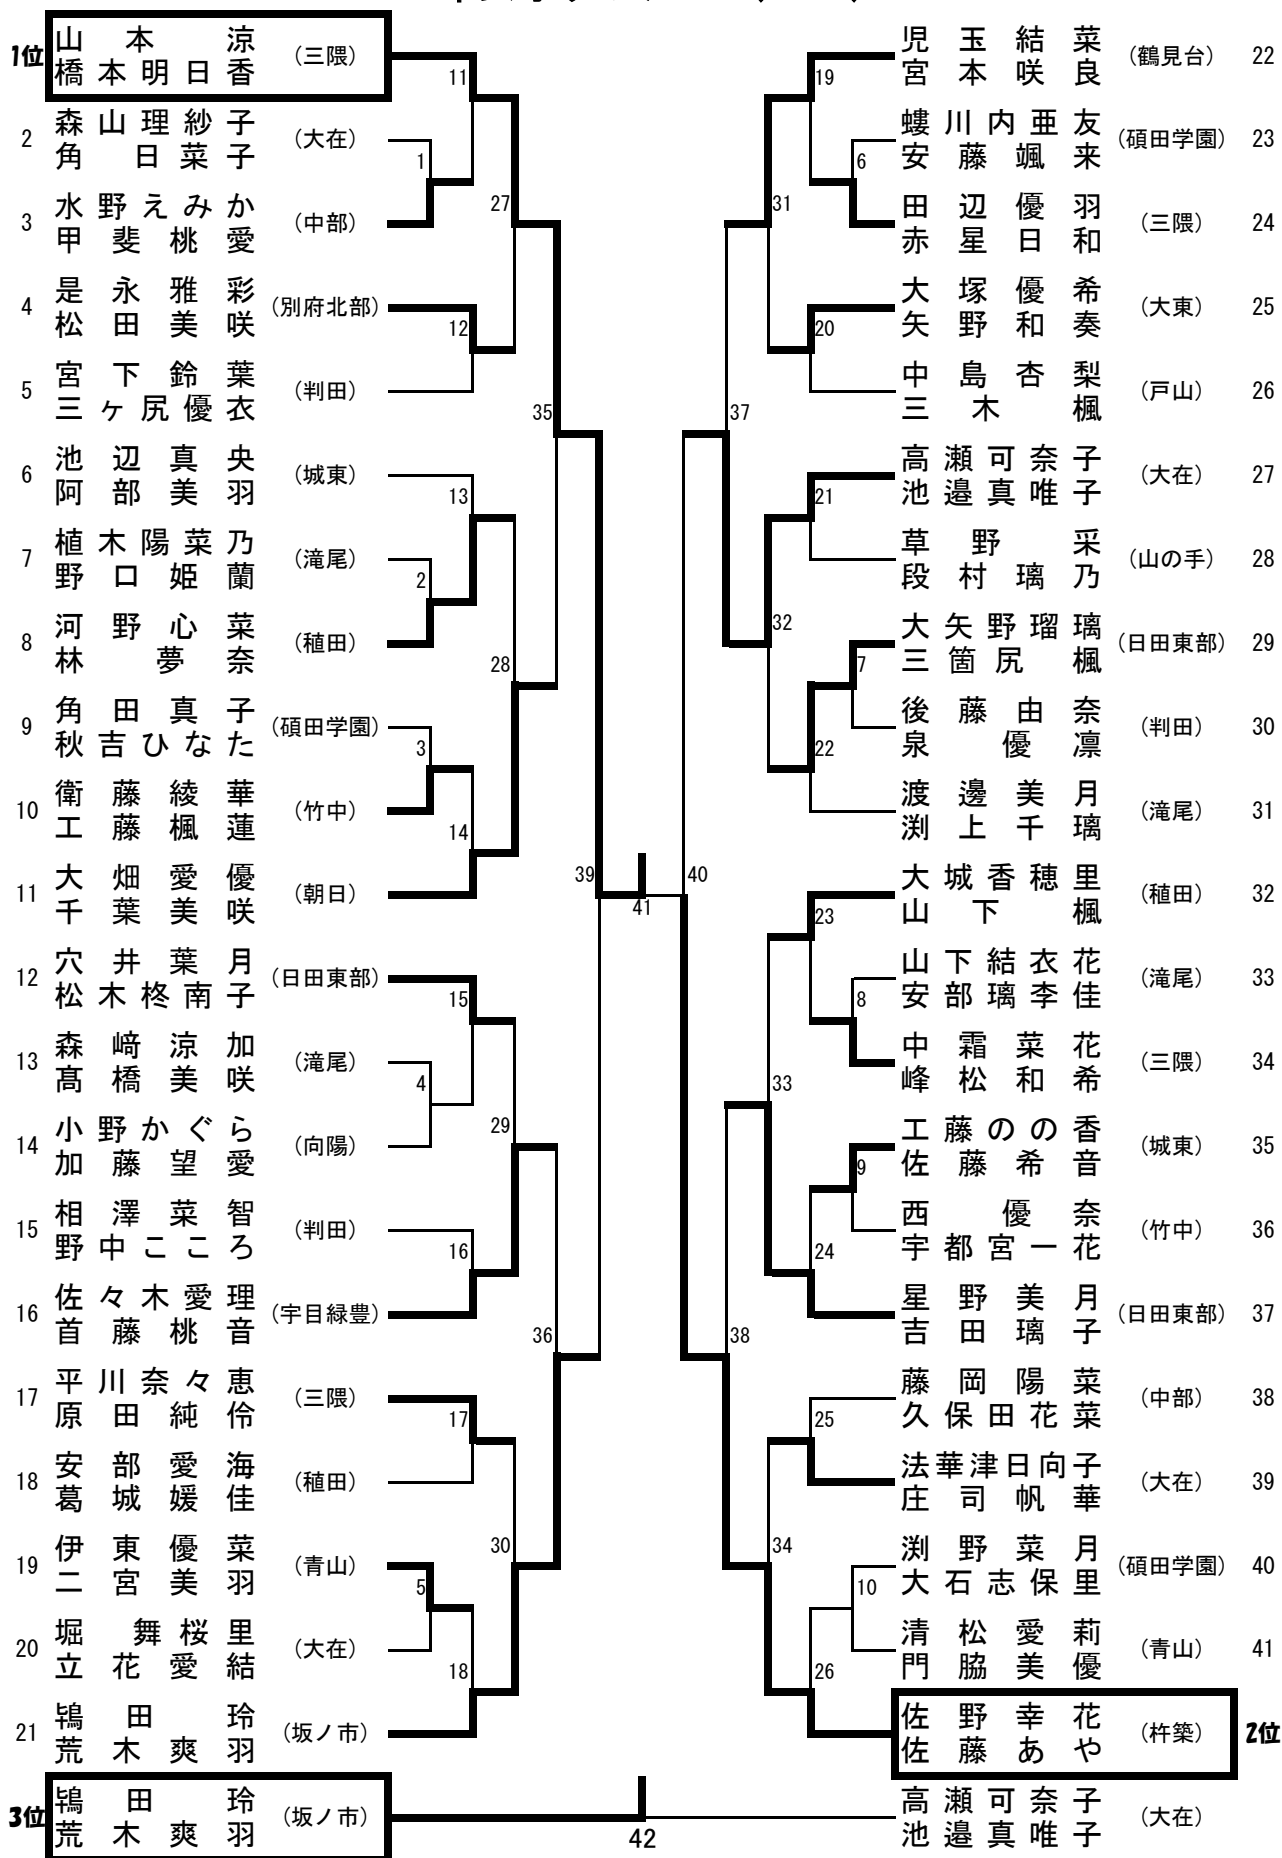 1位 山本 涼 (三隈)
橋本明日香
2 森山理紗子 (大在)
角 日菜子
3 水野えみか (中部)
甲斐桃愛
4 是永雅彩 (別府北部)
松田美咲
5 宮下鈴葉 (判田)
三ヶ尻優衣
6 池辺真央 (城東)
阿部美羽
7 植木陽菜乃 (滝尾)
野口姫蘭
8 河野心菜 (稙田)
林 夢奈
9 角田真子 (碩田学園)
秋吉ひなた
10 衛藤綾華 (竹中)
工藤楓蓮
11 大畑愛優 (朝日)
千葉美咲
12 穴井葉月 (日田東部)
松木柊南子
13 森﨑涼加 (滝尾)
髙橋美咲
14 小野かぐら (向陽)
加藤望愛
15 相澤菜智 (判田)
野中こころ
16 佐々木愛理 (宇目緑豊)
首藤桃音
17 平川奈々恵 (三隈)
原田純伶
18 安部愛海 (稙田)
葛城媛佳
19 伊東優菜 (青山)
二宮美羽
20 堀 舞桜里 (大在)
立花愛結
21 鴇田 玲 (坂ノ市)
荒木爽羽
3位 鴇田 玲 (坂ノ市)
荒木爽羽
11
1
27
12
35
13
2
28
3
14
39
15
4
29
16
36
17
30
5
18
41
42
40
19
6
31
20
37
21
32
7
22
23
8
33
9
24
38
25
34
10
26
児玉結菜 (鶴見台) 22
宮本咲良
螻川内亜友 (碩田学園) 23
安藤颯来
田辺優羽 (三隈) 24
赤星日和
大塚優希 (大東) 25
矢野和奏
中島杏梨 (戸山) 26
三木 楓
高瀬可奈子 (大在) 27
池邉真唯子
草野 采 (山の手) 28
段村璃乃
大矢野瑠璃 (日田東部) 29
三箇尻 楓
後藤由奈 (判田) 30
泉 優凛
渡邊美月 (滝尾) 31
渕上千璃
大城香穂里 (稙田) 32
山下 楓
山下結衣花 (滝尾) 33
安部璃李佳
中霜菜花 (三隈) 34
峰松和希
工藤のの香 (城東) 35
佐藤希音
西 優奈 (竹中) 36
宇都宮一花
星野美月 (日田東部) 37
吉田璃子
藤岡陽菜 (中部) 38
久保田花菜
法華津日向子 (大在) 39
庄司帆華
渕野菜月 (碩田学園) 40
大石志保里
清松愛莉 (青山) 41
門脇美優
佐野幸花 (杵築) 2位
佐藤あや
高瀬可奈子 (大在)
池邉真唯子